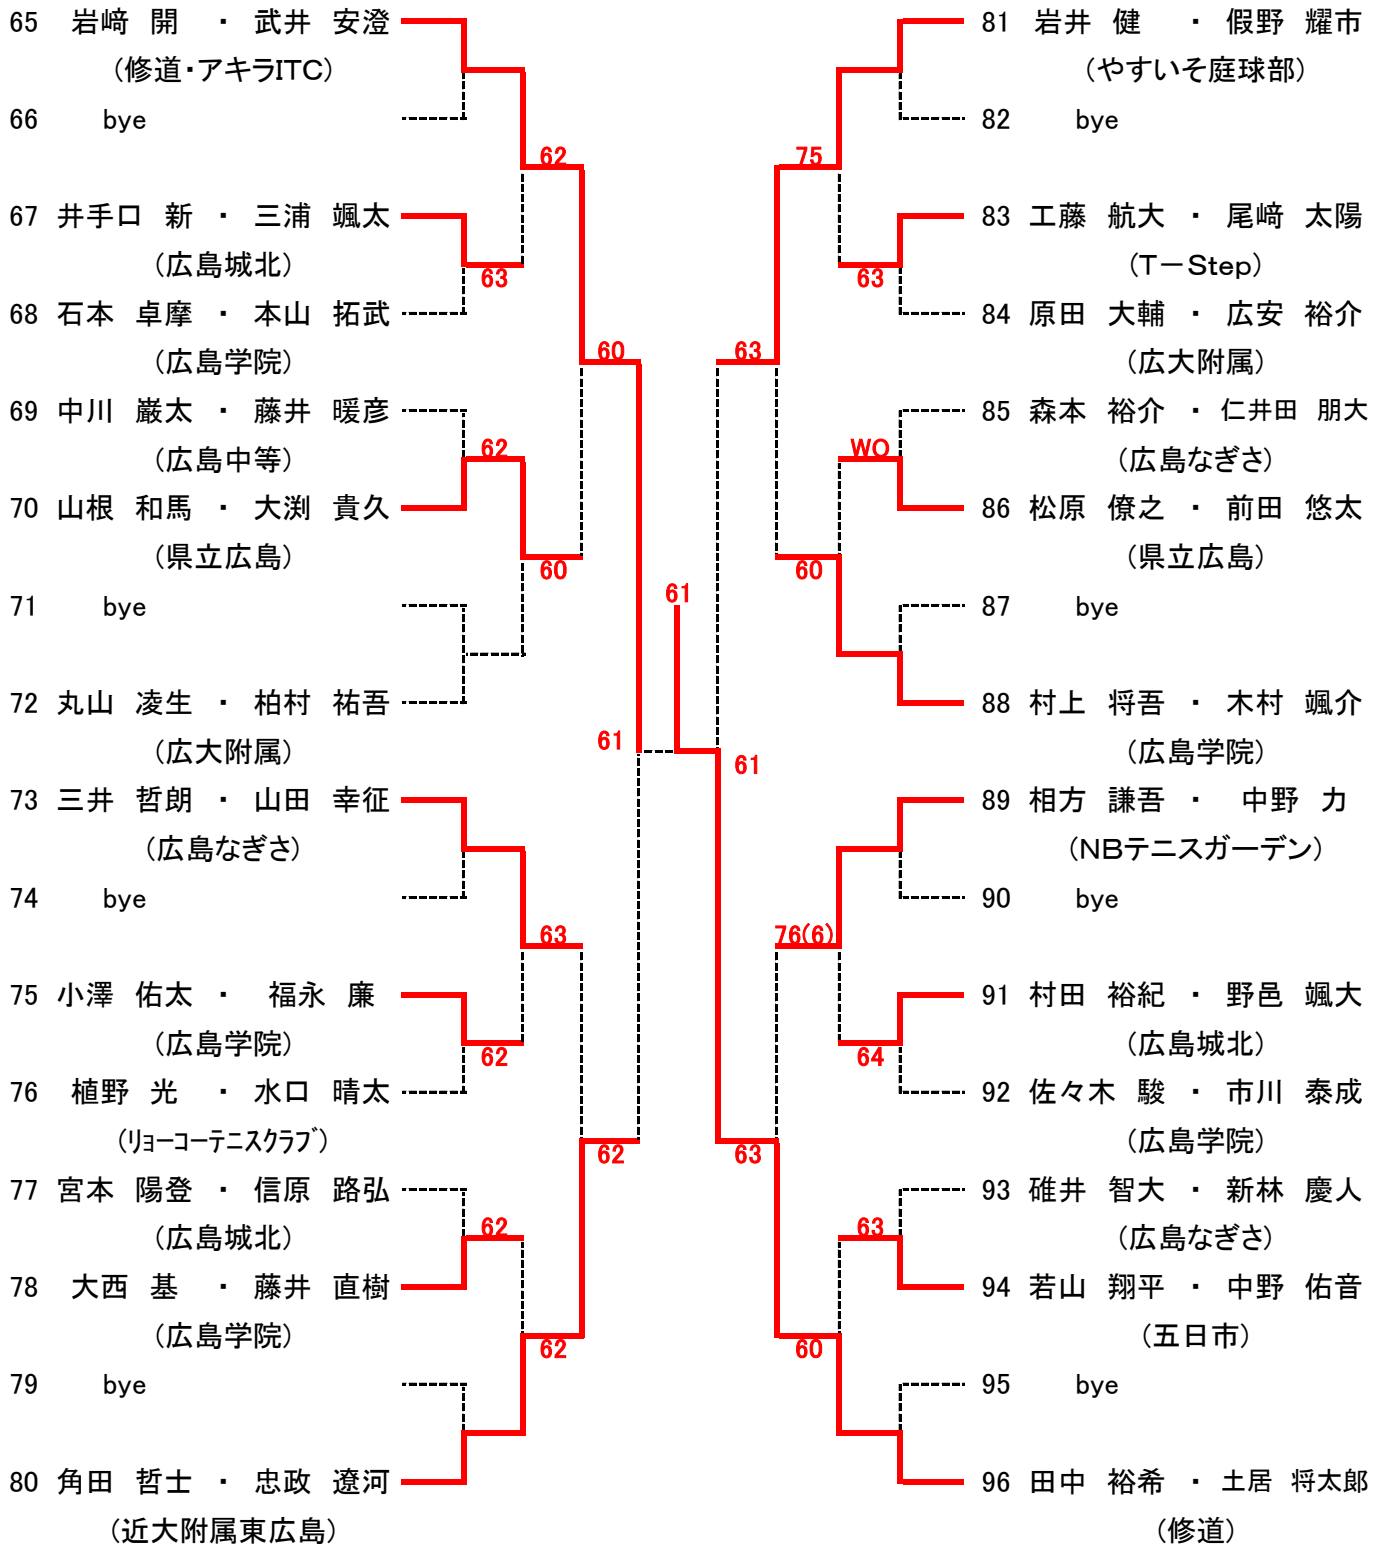 65 岩﨑 開 ・ 武井 安澄
(修道・アキラITC)
66 bye
62
67 井手口 新 ・ 三浦 颯太
(広島城北)
63
68 石本 卓摩 ・ 本山 拓武
(広島学院)
60
69 中川 巌太 ・ 藤井 暖彦
(広島中等)
62
70 山根 和馬 ・ 大渕 貴久
(県立広島)
60
71 bye
72 丸山 凌生 ・ 柏村 祐吾
(広大附属)
61
73 三井 哲朗 ・ 山田 幸征
(広島なぎさ)
74 bye
63
75 小澤 佑太 ・ 福永 廉
(広島学院)
62
76 植野 光 ・ 水口 晴太
(ﾘｮｰｺｰﾃﾆｽｸﾗﾌﾞ)
62
77 宮本 陽登 ・ 信原 路弘
(広島城北)
62
78 大西 基 ・ 藤井 直樹
(広島学院)
62
79 bye
80 角田 哲士 ・ 忠政 遼河
(近大附属東広島)
61
81 岩井 健 ・ 假野 耀市
(やすいそ庭球部)
82 bye
75
83 工藤 航大 ・ 尾﨑 太陽
(T－Step)
63
84 原田 大輔 ・ 広安 裕介
(広大附属)
63
85 森本 裕介 ・ 仁井田 朋大
(広島なぎさ)
WO
86 松原 僚之 ・ 前田 悠太
(県立広島)
60
87 bye
88 村上 将吾 ・ 木村 颯介
(広島学院)
61
89 相方 謙吾 ・ 中野 力
(NBテニスガーデン)
90 bye
76(6)
91 村田 裕紀 ・ 野邑 颯大
(広島城北)
64
92 佐々木 駿 ・ 市川 泰成
(広島学院)
63
93 碓井 智大 ・ 新林 慶人
(広島なぎさ)
63
94 若山 翔平 ・ 中野 佑音
(五日市)
60
95 bye
96 田中 裕希 ・ 土居 将太郎
(修道)